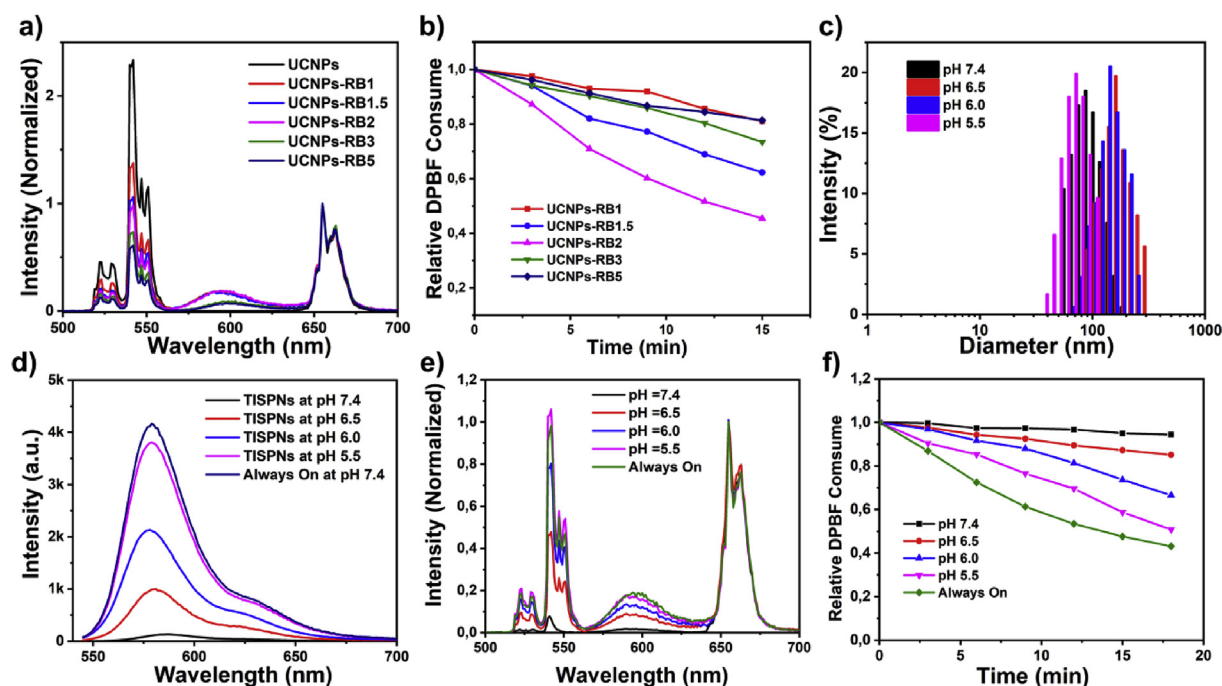 a)
Intensity (Normalized)
2
1
0
500 550 600 650 700
Wavelength (nm)
UCNPs
UCNPs-RB1
UCNPs-RB1.5
UCNPs-RB2
UCNPs-RB3
UCNPs-RB5
b)
Relative DPBF Consume
1,0
0,8
0,6
0,4
0,2
0 5 10 15
Time (min)
UCNPs-RB1
UCNPs-RB1.5
UCNPs-RB2
UCNPs-RB3
UCNPs-RB5
c)
Intensity (%)
20
15
10
5
0
1 10 100 1000
Diameter (nm)
pH 7.4
pH 6.5
pH 6.0
pH 5.5
d)
Intensity (a.u.)
5k
4k
3k
2k
1k
0
550 600 650 700
Wavelength (nm)
TISPNs at pH 7.4
TISPNs at pH 6.5
TISPNs at pH 6.0
TISPNs at pH 5.5
Always On at pH 7.4
e)
Intensity (Normalized)
1,2
1,0
0,8
0,6
0,4
0,2
0,0
500 550 600 650 700
Wavelength (nm)
pH =7.4
pH =6.5
pH =6.0
pH =5.5
Always On
f)
Relative DPBF Comsume
1,2
1,0
0,8
0,6
0,4
0,2
0,0
0 5 10 15 20
Time (min)
pH 7.4
pH 6.5
pH 6.0
pH 5.5
Always On